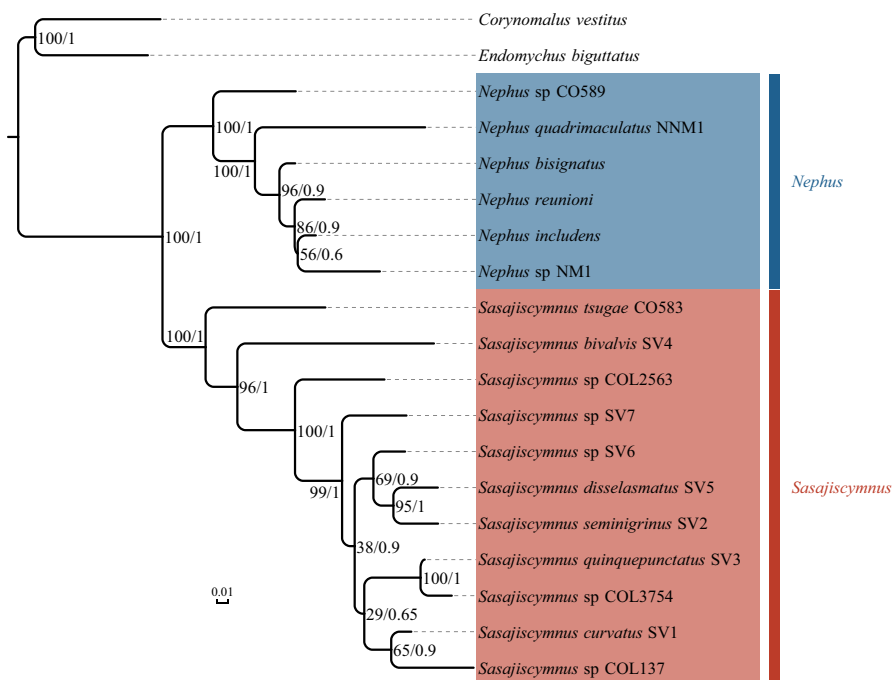 Corynomalus vestitus
100/1
Endomychus biguttatus
Nephus sp CO589
100/1
Nephus quadrimaculatus NNM1
100/1
Nephus bisignatus
96/0.9
Nephus
Nephus reunioni
86/0.9
Nephus includens
100/1
56/0.6
Nephus sp NM1
Sasajiscymnus tsugae CO583
100/1
Sasajiscymnus bivalvis SV4
96/1
Sasajiscymnus sp COL2563
Sasajiscymnus sp SV7
100/1
Sasajiscymnus sp SV6
69/0.9
Sasajiscymnus disselasmatus SV5
Sasajiscymnus
99/1
95/1
Sasajiscymnus seminigrinus SV2
38/0.9
Sasajiscymnus quinquepunctatus SV3
100/1
0.01
Sasajiscymnus sp COL3754
29/0.65
Sasajiscymnus curvatus SV1
65/0.9
Sasajiscymnus sp COL137